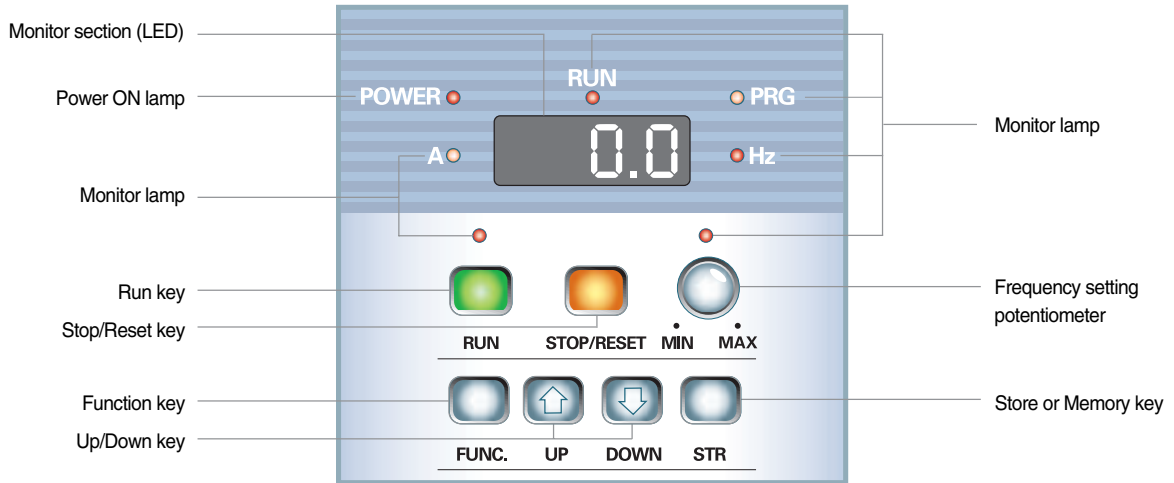 Monitor section (LED)
Power ON lamp
Monitor lamp
Run key
Stop/Reset key
Function key
Up/Down key
RUN
POWER
PRG
A
0.0
Hz
RUN
STOP/RESET
MIN
MAX
FUNC.
UP
DOWN
STR
Monitor lamp
Frequency setting
potentiometer
Store or Memory key